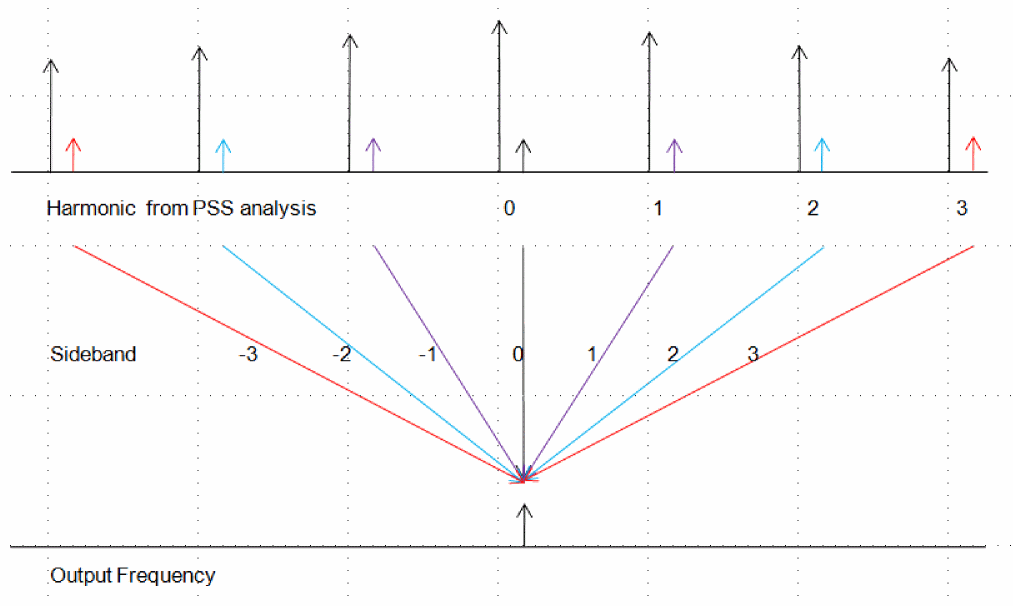 Harmonic from PSS analysis 0 1 2 3
Sideband -3 -2 -1 0 1 2 3
Output Frequency